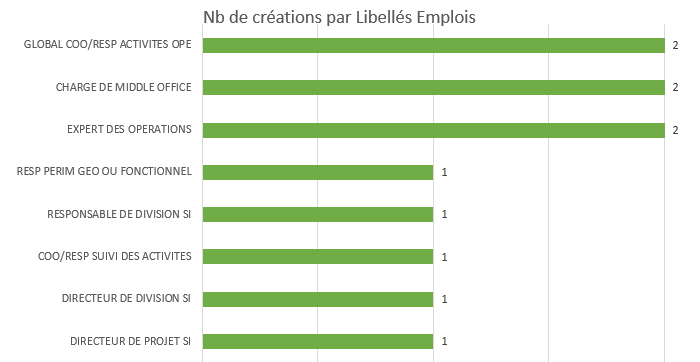 Nb de créations par Libellés Emplois
GLOBAL COO/RESP ACTIVITES OPE 2
CHARGE DE MIDDLE OFFICE 2
EXPERT DES OPERATIONS 2
RESP PERIM GEO OU FONCTIONNEL 1
RESPONSABLE DE DIVISION SI 1
COO/RESP SUIVI DES ACTIVITES 1
DIRECTEUR DE DIVISION SI 1
DIRECTEUR DE PROJET SI 1